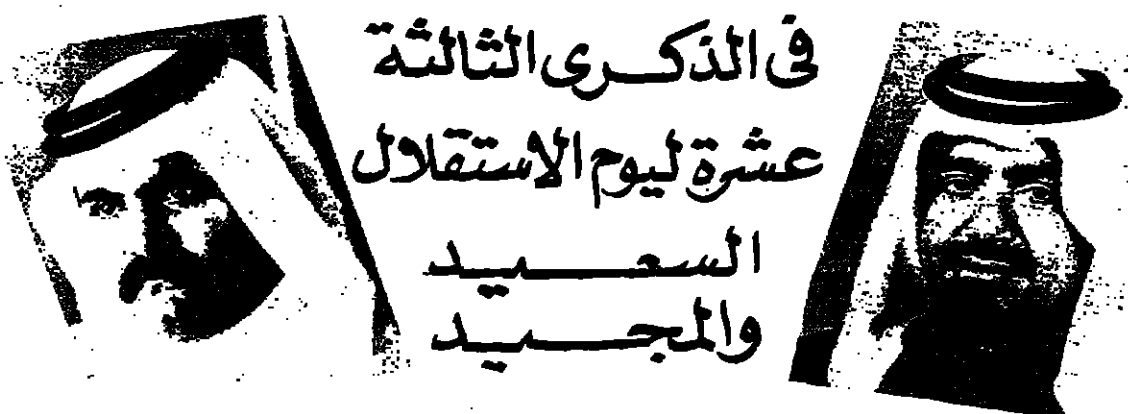 فى الذكرى الثالثة
عشرة ليوم الاستقلال
السعيد
والمجيد